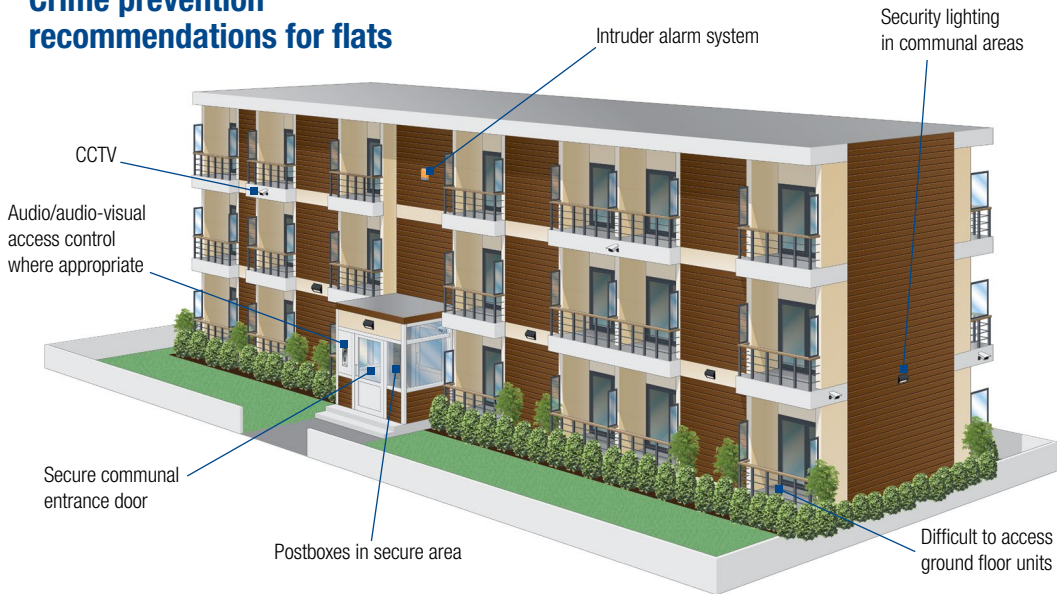 Crime prevention
recommendations for flats
Intruder alarm system
Security lighting
in communal areas
CCTV
Audio/audio-visual
access control
where appropriate
Secure communal
entrance door
Postboxes in secure area
Difficult to access
ground floor units